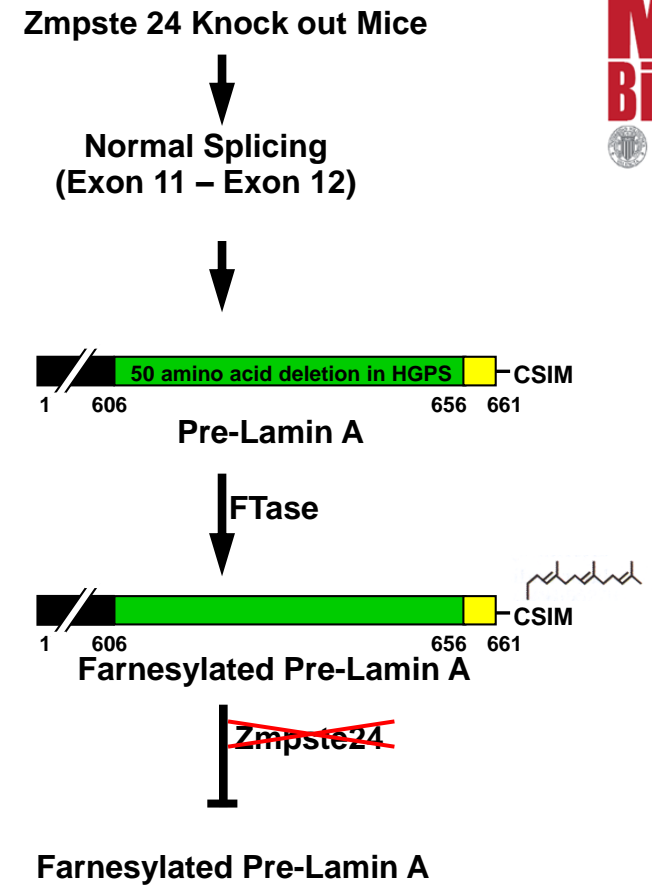 Zmpste 24 Knock out Mice
Normal Splicing
(Exon 11 – Exon 12)
50 amino acid deletion in HGPS
CSIM
1 606 656 661
Pre-Lamin A
FTase
CSIM
1 606 656 661
Farnesylated Pre-Lamin A
Zmpste24
Farnesylated Pre-Lamin A